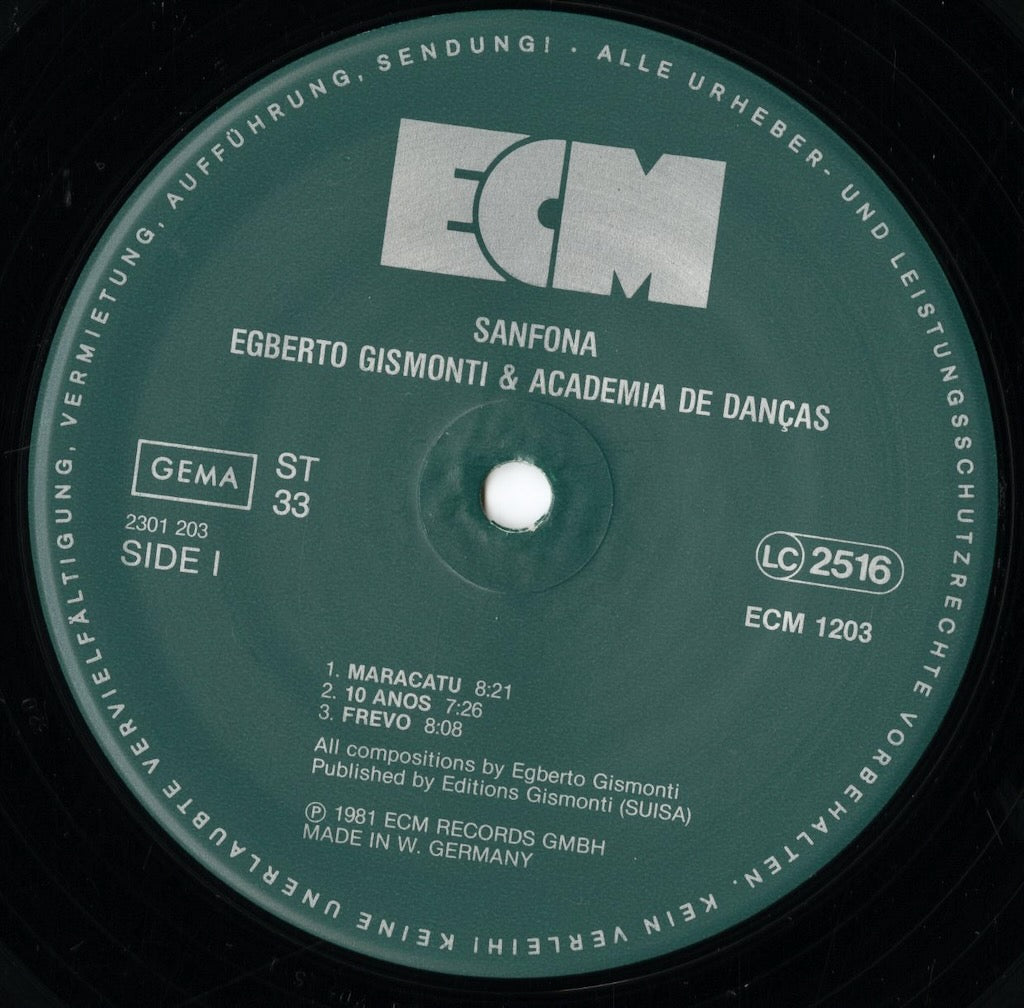 ALLE URHEBER- UND LEISTUNGSSCHUTZRECHTE VORBEHALTEN. KEIN VERLEIH! KEINE UNERLAUBTE VERVIELFÄLTIGUNG, VERMIETUNG, AUFFÜHRUNG, SENDUNG! ·
ECM
SANFONA
EGBERTO GISMONTI & ACADEMIA DE DANÇAS
GEMA
ST
33
2301 203
SIDE I
LC 2516
ECM 1203
1. MARACATU 8:21
2. 10 ANOS 7:26
3. FREVO 8:08
All compositions by Egberto Gismonti
Published by Editions Gismonti (SUISA)
℗ 1981 ECM RECORDS GMBH
MADE IN W. GERMANY